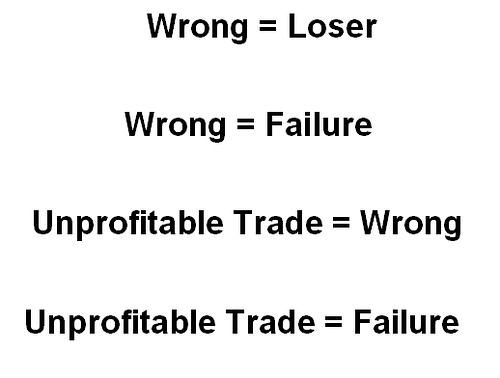 Wrong = Loser
Wrong = Failure
Unprofitable Trade = Wrong
Unprofitable Trade = Failure